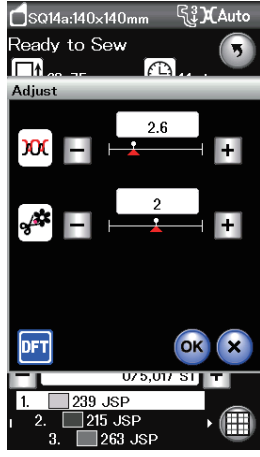 SQ14a:140x140mm Auto
Ready to Sew
Adjust
2.6
2
DFT
OK
1. 239 JSP
2. 215 JSP
3. 263 JSP